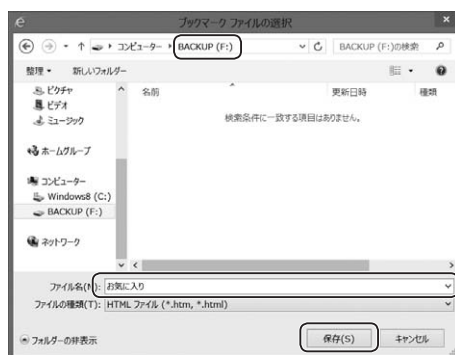 ブックマーク ファイルの選択
コンピューター ▸ BACKUP (F:)
BACKUP (F:)の検索
整理 ▾ 新しいフォルダー
名前 更新日時 種類
検索条件に一致する項目はありません。
ピクチャ
ビデオ
ミュージック
ホームグループ
コンピューター
Windows8 (C:)
BACKUP (F:)
ネットワーク
ファイル名(N): お気に入り
ファイルの種類(T): HTML ファイル (*.htm, *.html)
フォルダーの非表示 保存(S) キャンセル